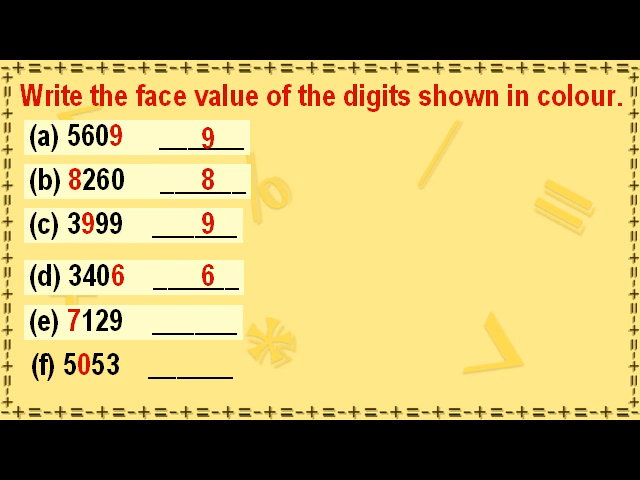 Write the face value of the digits shown in colour.
(a) 5609 ___9___
(b) 8260 ___8___
(c) 3999 ___9___
(d) 3406 ___6___
(e) 7129 ______
(f) 5053 ______